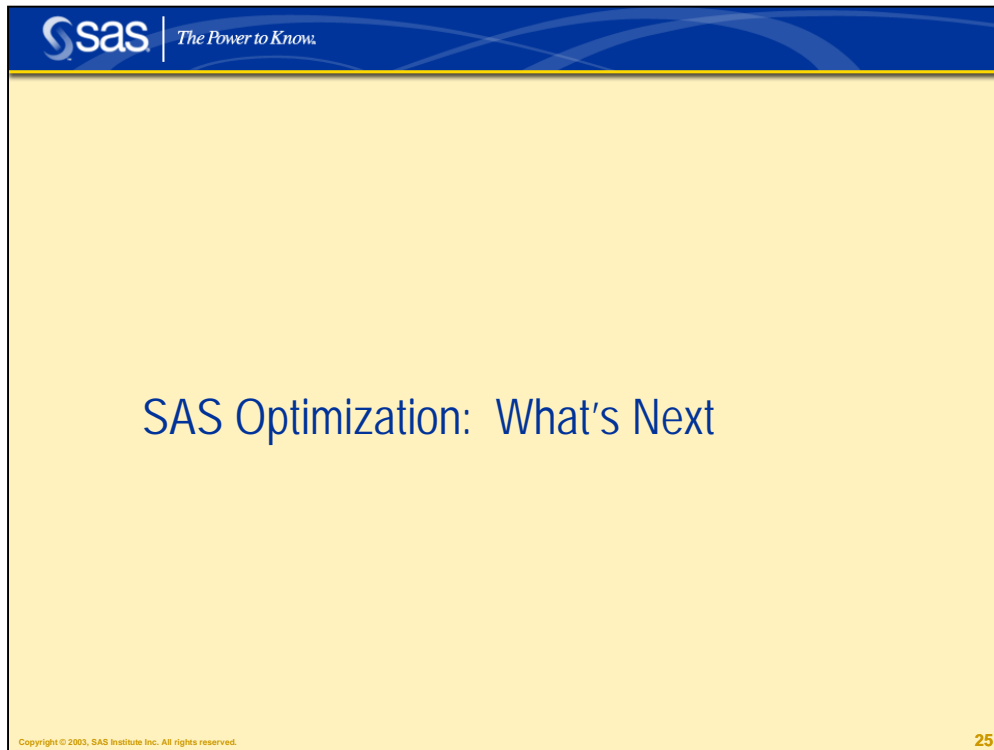 sas
The Power to Know.
SAS Optimization: What's Next
Copyright © 2003, SAS Institute Inc. All rights reserved.
25